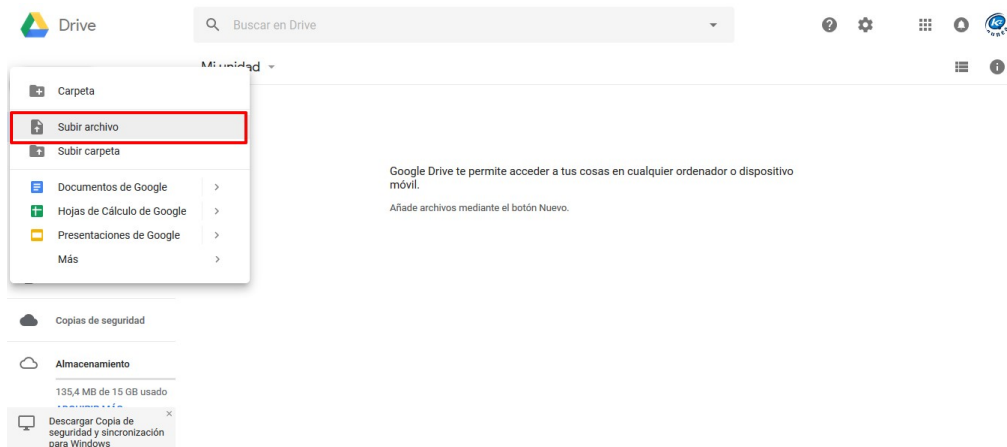 Drive
Buscar en Drive
Mi unidad
Carpeta
Subir archivo
Subir carpeta
Documentos de Google
Hojas de Cálculo de Google
Presentaciones de Google
Más
Google Drive te permite acceder a tus cosas en cualquier ordenador o dispositivo
móvil.
Añade archivos mediante el botón Nuevo.
Copias de seguridad
Almacenamiento
135,4 MB de 15 GB usado
Descargar Copia de
seguridad y sincronización
para Windows